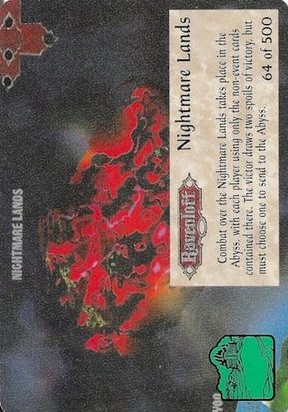 NIGHTMARE LANDS
Ravenloft
Nightmare Lands
Combat over the Nightmare Lands takes place in the
Abyss, with each player using only the non-event cards
contained there. The victor draws two spoils of victory, but
must choose one to send to the Abyss.
64 of 500